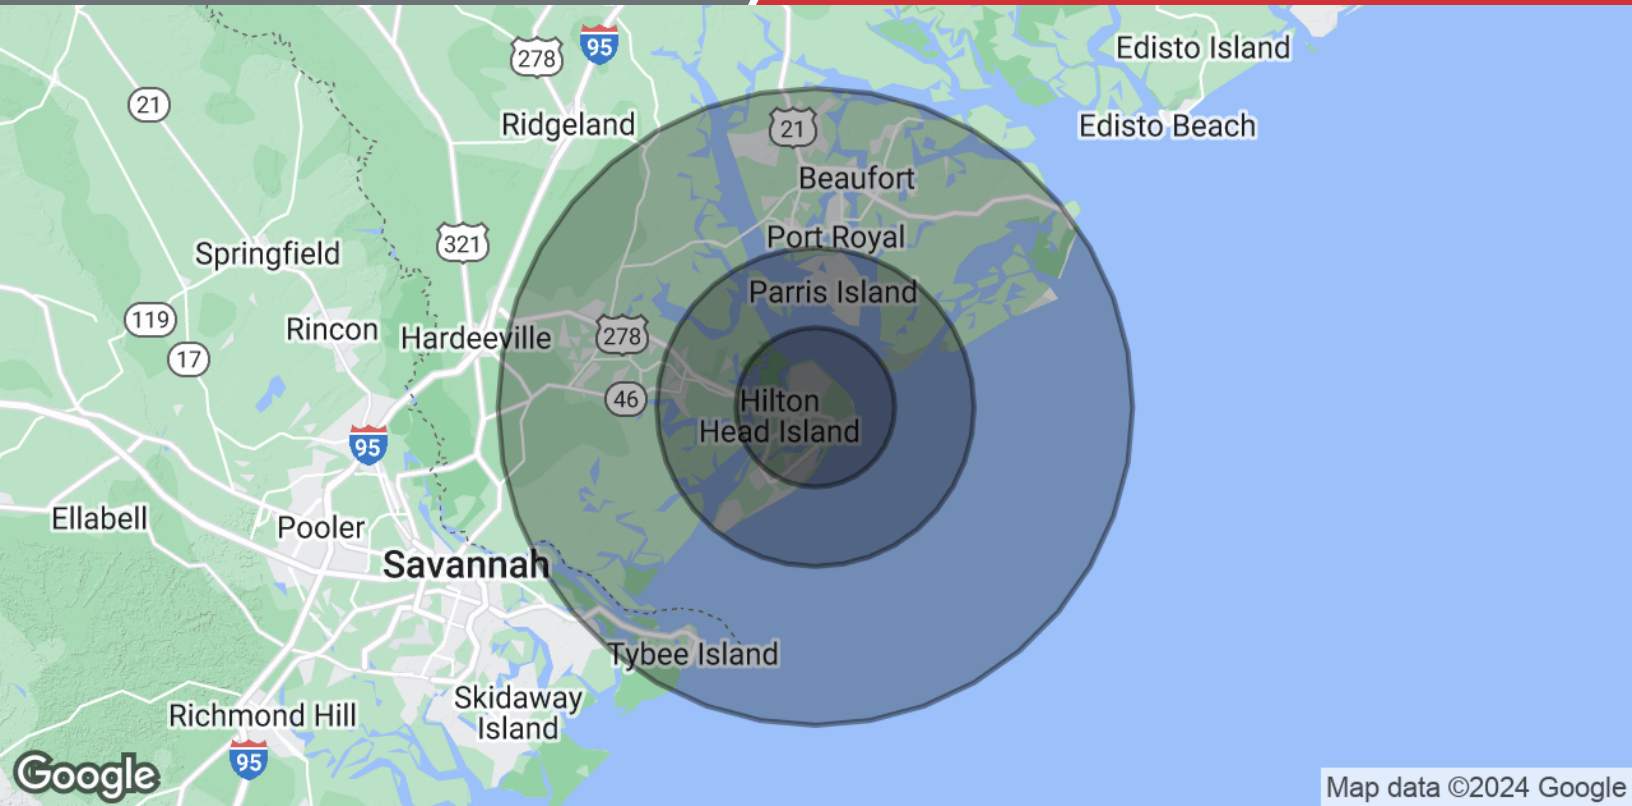 Edisto Island
278
95
21
Ridgeland
21
Edisto Beach
Beaufort
321
Port Royal
Springfield
Parris Island
119
Rincon
Hardeeville
278
17
46
Hilton
Head Island
95
Ellabell
Pooler
Savannah
Tybee Island
Skidaway
Island
Richmond Hill
95
Google
Map data ©2024 Google